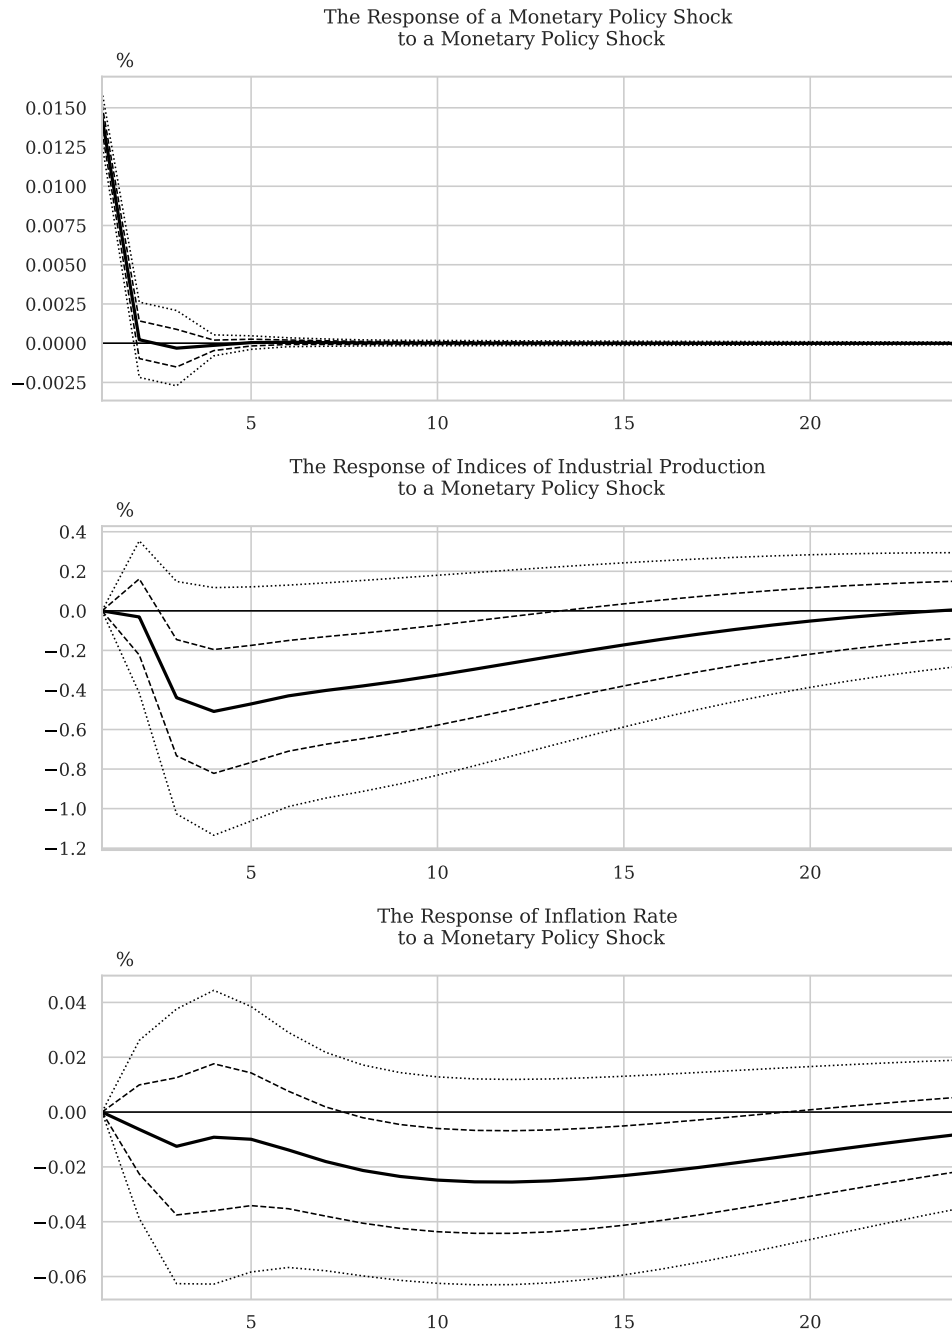 The Response of a Monetary Policy Shock
to a Monetary Policy Shock
%
0.0150
0.0125
0.0100
0.0075
0.0050
0.0025
0.0000
−0.0025
5 10 15 20
The Response of Indices of Industrial Production
to a Monetary Policy Shock
%
0.4
0.2
0.0
−0.2
−0.4
−0.6
−0.8
−1.0
−1.2
5 10 15 20
The Response of Inflation Rate
to a Monetary Policy Shock
%
0.04
0.02
0.00
−0.02
−0.04
−0.06
5 10 15 20